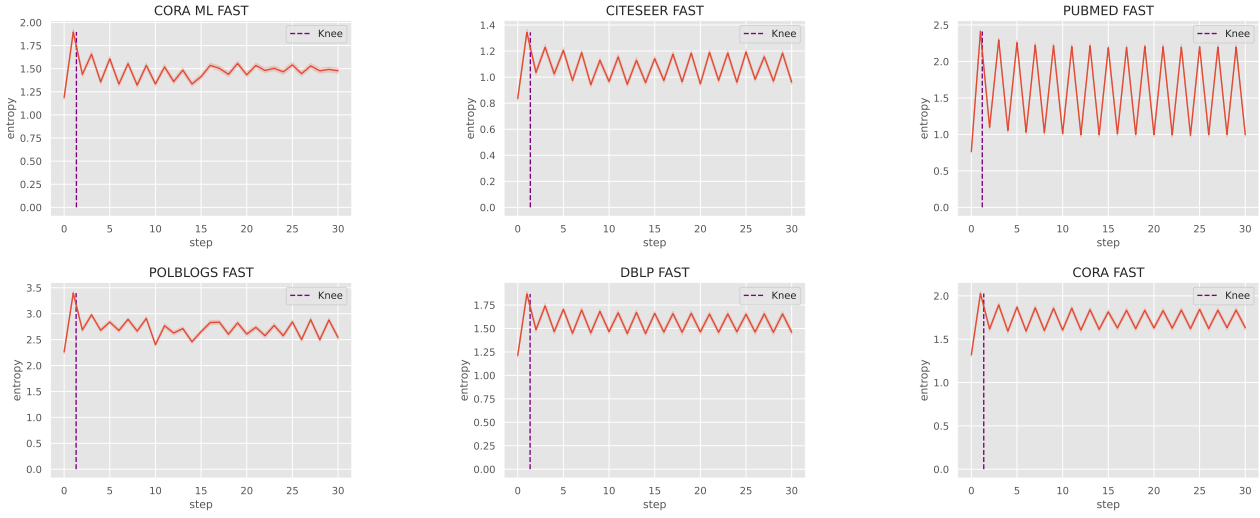 CORA ML FAST
Knee
2.00
1.75
1.50
1.25
1.00
0.75
0.50
0.25
0.00
entropy
0 5 10 15 20 25 30
step
CITESEER FAST
Knee
1.4
1.2
1.0
0.8
0.6
0.4
0.2
0.0
entropy
0 5 10 15 20 25 30
step
PUBMED FAST
Knee
2.5
2.0
1.5
1.0
0.5
0.0
entropy
0 5 10 15 20 25 30
step
POLBLOGS FAST
Knee
3.5
3.0
2.5
2.0
1.5
1.0
0.5
0.0
entropy
0 5 10 15 20 25 30
step
DBLP FAST
Knee
1.75
1.50
1.25
1.00
0.75
0.50
0.25
0.00
entropy
0 5 10 15 20 25 30
step
CORA FAST
Knee
2.0
1.5
1.0
0.5
0.0
entropy
0 5 10 15 20 25 30
step